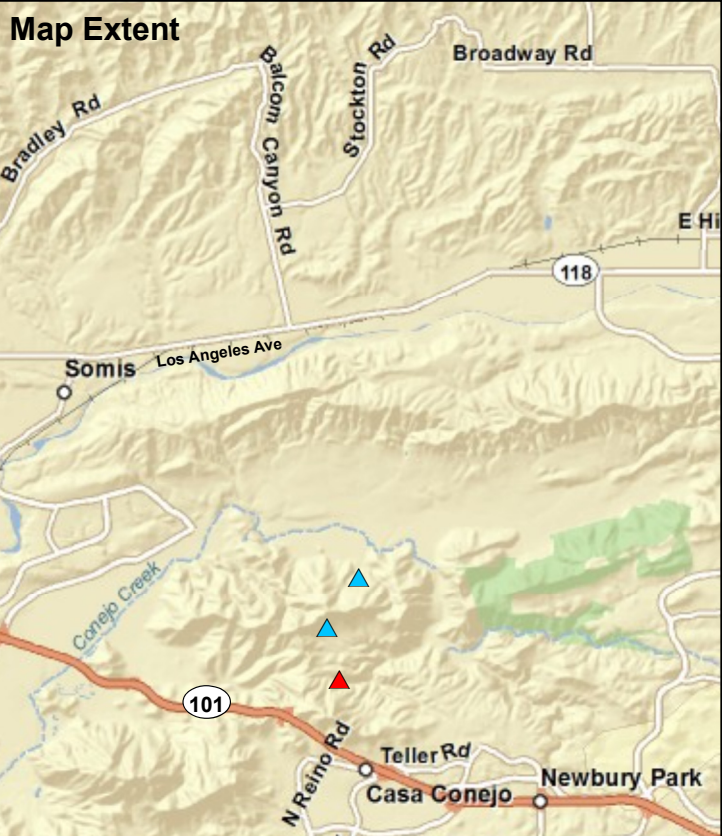 Map Extent
Broadway Rd
Stockton Rd
Balcom Canyon Rd
Bradley Rd
E Hi
118
Los Angeles Ave
Somis
Conejo Creek
101
N Reino Rd
Teller Rd
Casa Conejo
Newbury Park